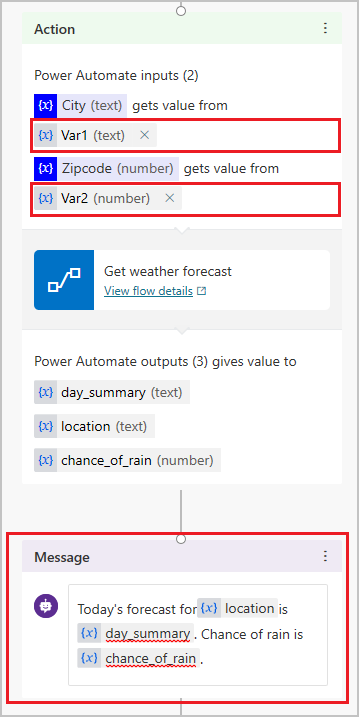 Action
Power Automate inputs (2)
{x} City (text) gets value from
{x} Var1 (text) ×
{x} Zipcode (number) gets value from
{x} Var2 (number) ×
Get weather forecast
View flow details
Power Automate outputs (3) gives value to
{x} day_summary (text)
{x} location (text)
{x} chance_of_rain (number)
Message
Today's forecast for {x} location is
{x} day_summary . Chance of rain is
{x} chance_of_rain .